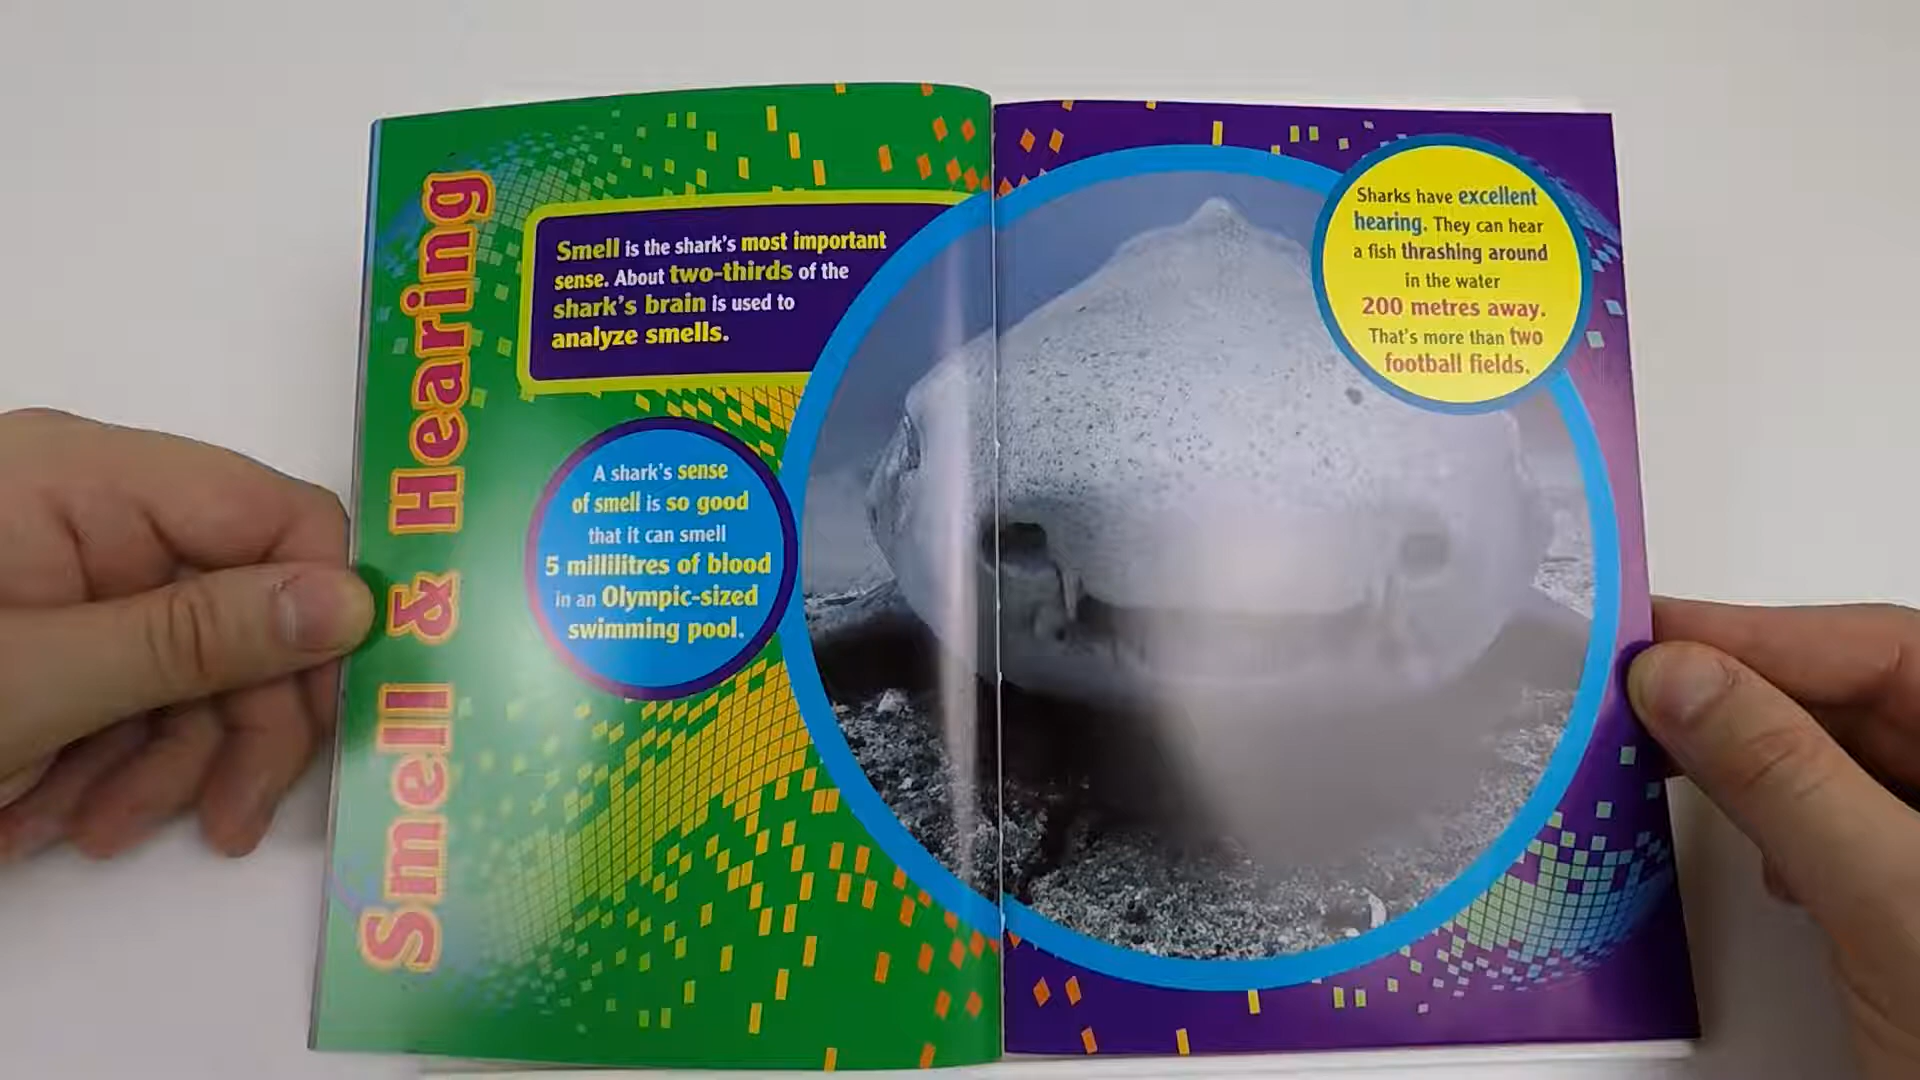 Smell & Hearing
Smell is the shark's most important
sense. About two-thirds of the
shark's brain is used to
analyze smells.
A shark's sense
of smell is so good
that it can smell
5 millilitres of blood
in an Olympic-sized
swimming pool.
Sharks have excellent
hearing. They can hear
a fish thrashing around
in the water
200 metres away.
That's more than two
football fields.